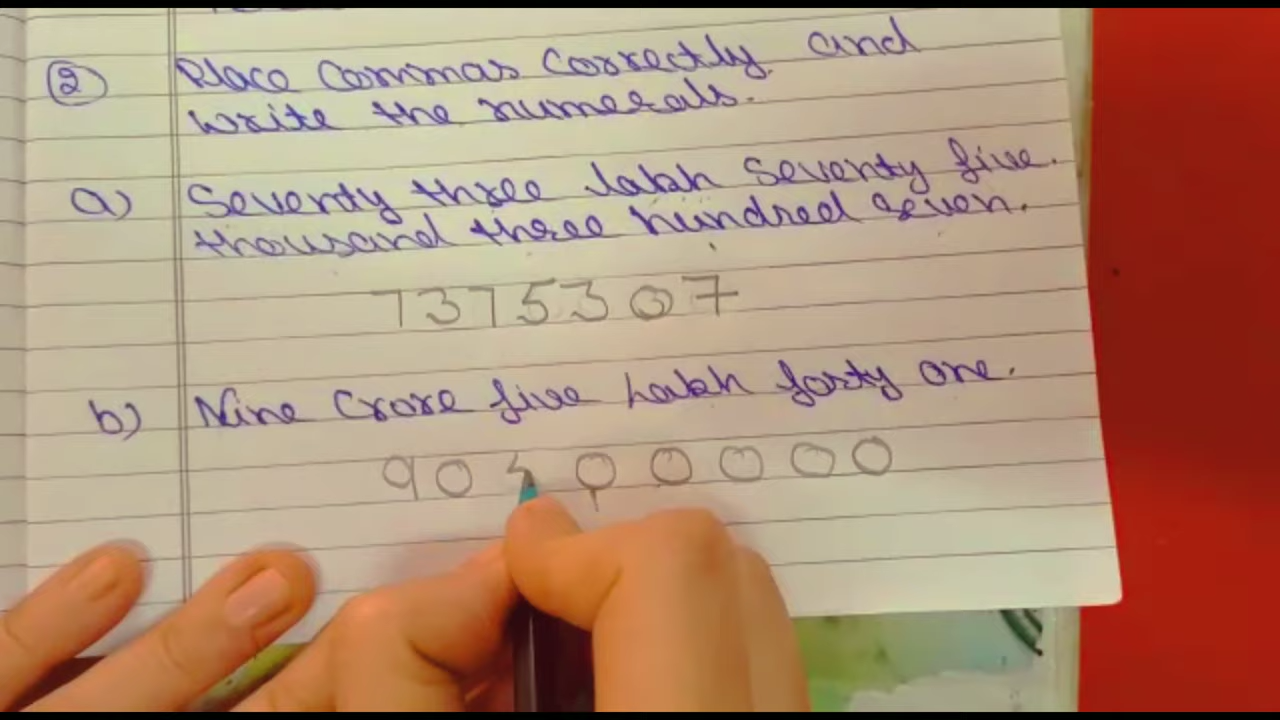 ② Place Commas Correctly, and
write the numerals.
a) Seventy three lakh seventy five.
thousand three hundred seven.
7375307
b) Nine Crore five Lakh forty one.
90500000